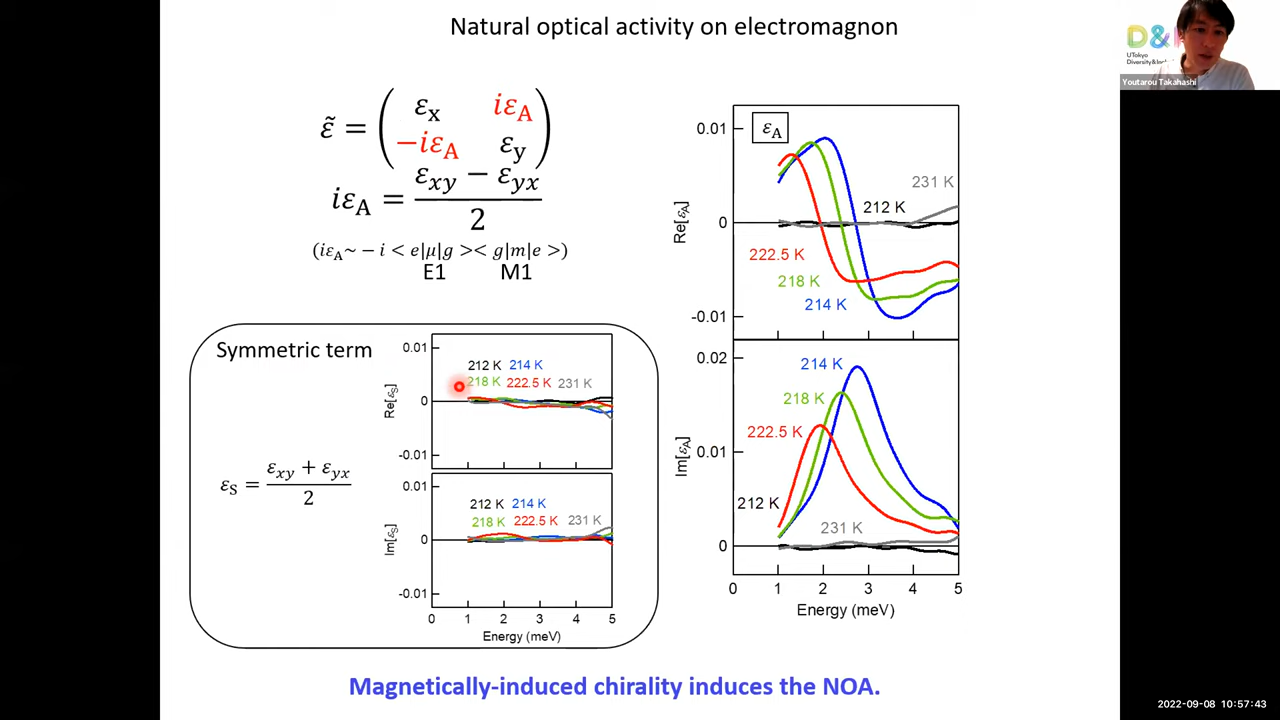 Natural optical activity on electromagnon
D&I
UTokyo
Youtarou Takahashi
ε̃ = ( εx iεA
−iεA εy )
iεA = (εxy − εyx) / 2
(iεA~ − i < e|μ|g >< g|m|e >)
E1 M1
Symmetric term
εS = (εxy + εyx) / 2
0.01
0
-0.01
Re[εS]
212 K 214 K
218 K 222.5 K 231 K
0.01
0
-0.01
Im[εS]
212 K 214 K
218 K 222.5 K 231 K
0 1 2 3 4 5
Energy (meV)
εA
0.01
0
-0.01
Re[εA]
231 K
212 K
222.5 K
218 K
214 K
0.02
0.01
0
Im[εA]
214 K
218 K
222.5 K
212 K
231 K
0 1 2 3 4 5
Energy (meV)
Magnetically-induced chirality induces the NOA.
2022-09-08 10:57:43